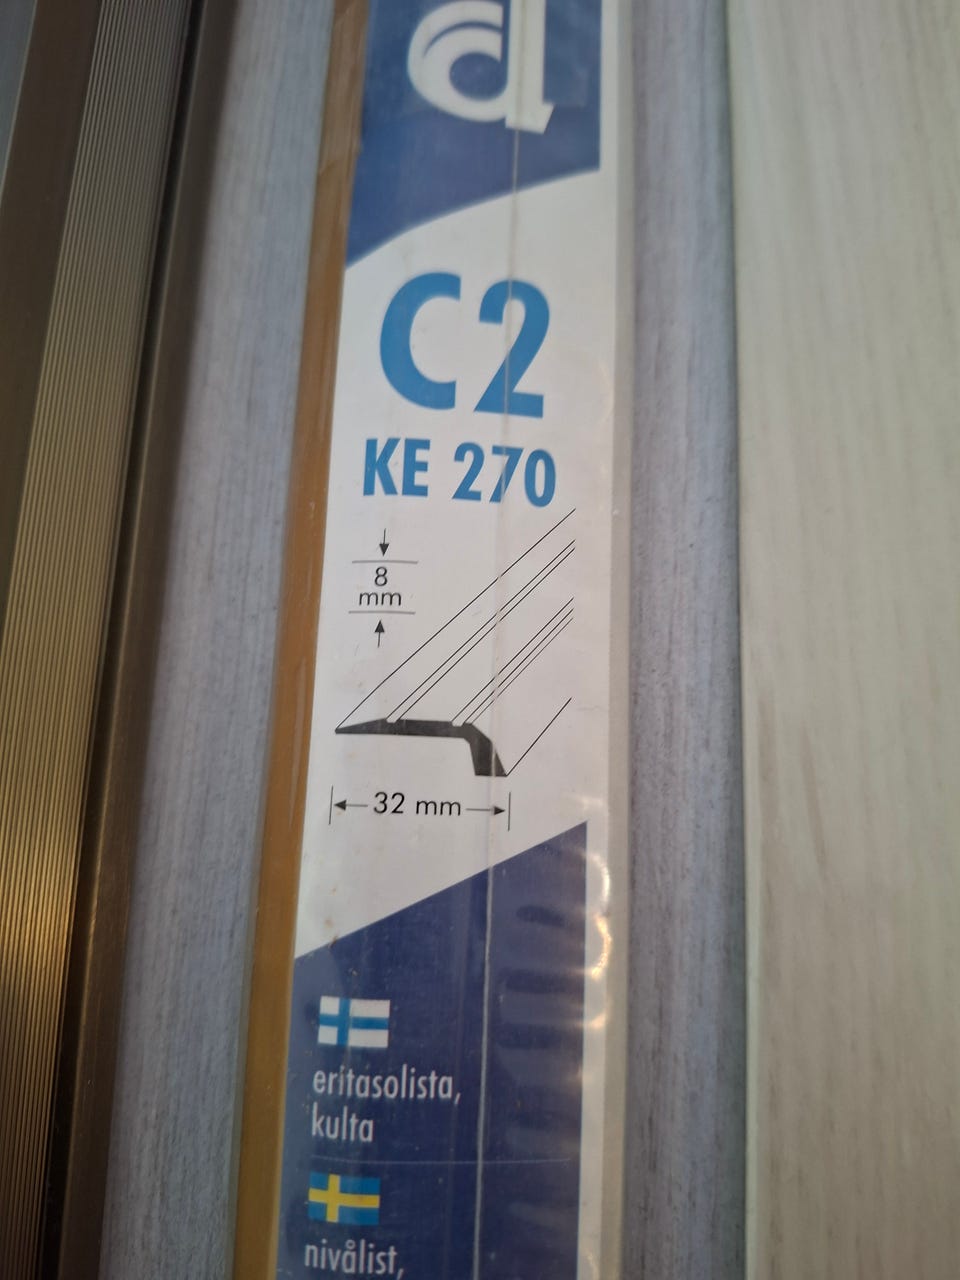 d
C2
KE 270
8
mm
32 mm
eritasolista,
kulta
nivålist,